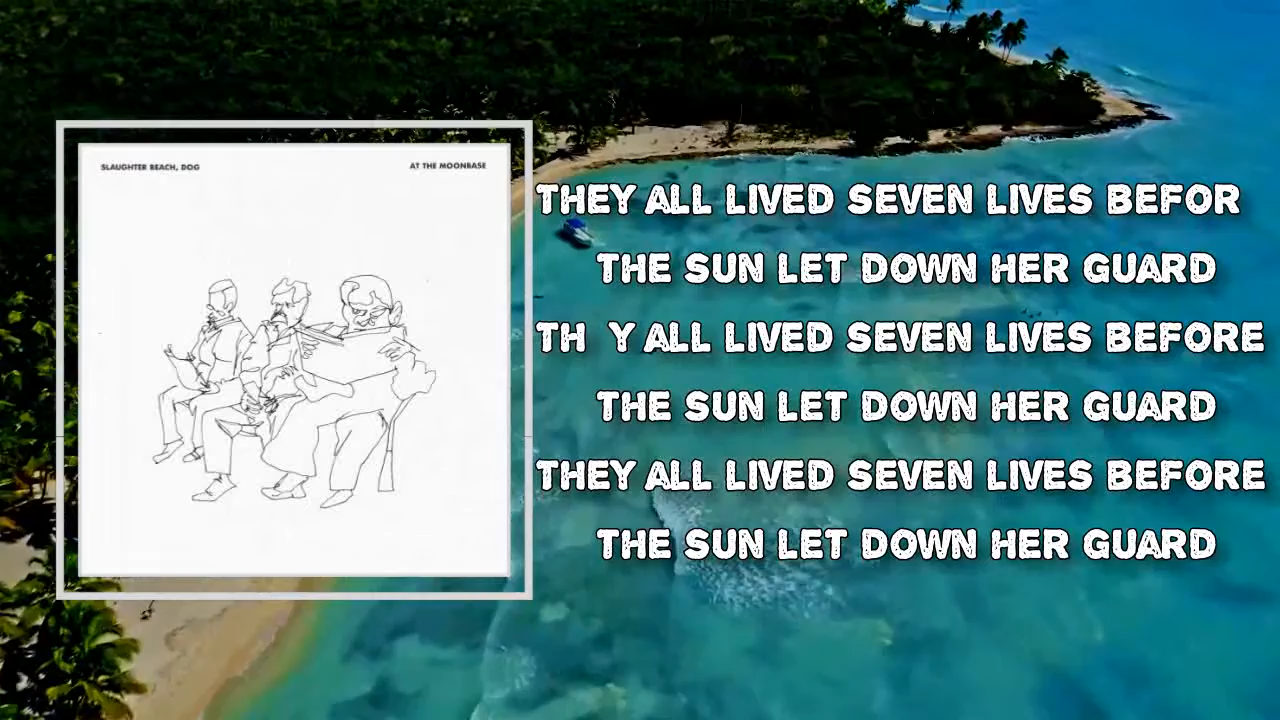 SLAUGHTER BEACH, DOG
AT THE MOONBASE
THEY ALL LIVED SEVEN LIVES BEFOR
THE SUN LET DOWN HER GUARD
TH Y ALL LIVED SEVEN LIVES BEFORE
THE SUN LET DOWN HER GUARD
THEY ALL LIVED SEVEN LIVES BEFORE
THE SUN LET DOWN HER GUARD